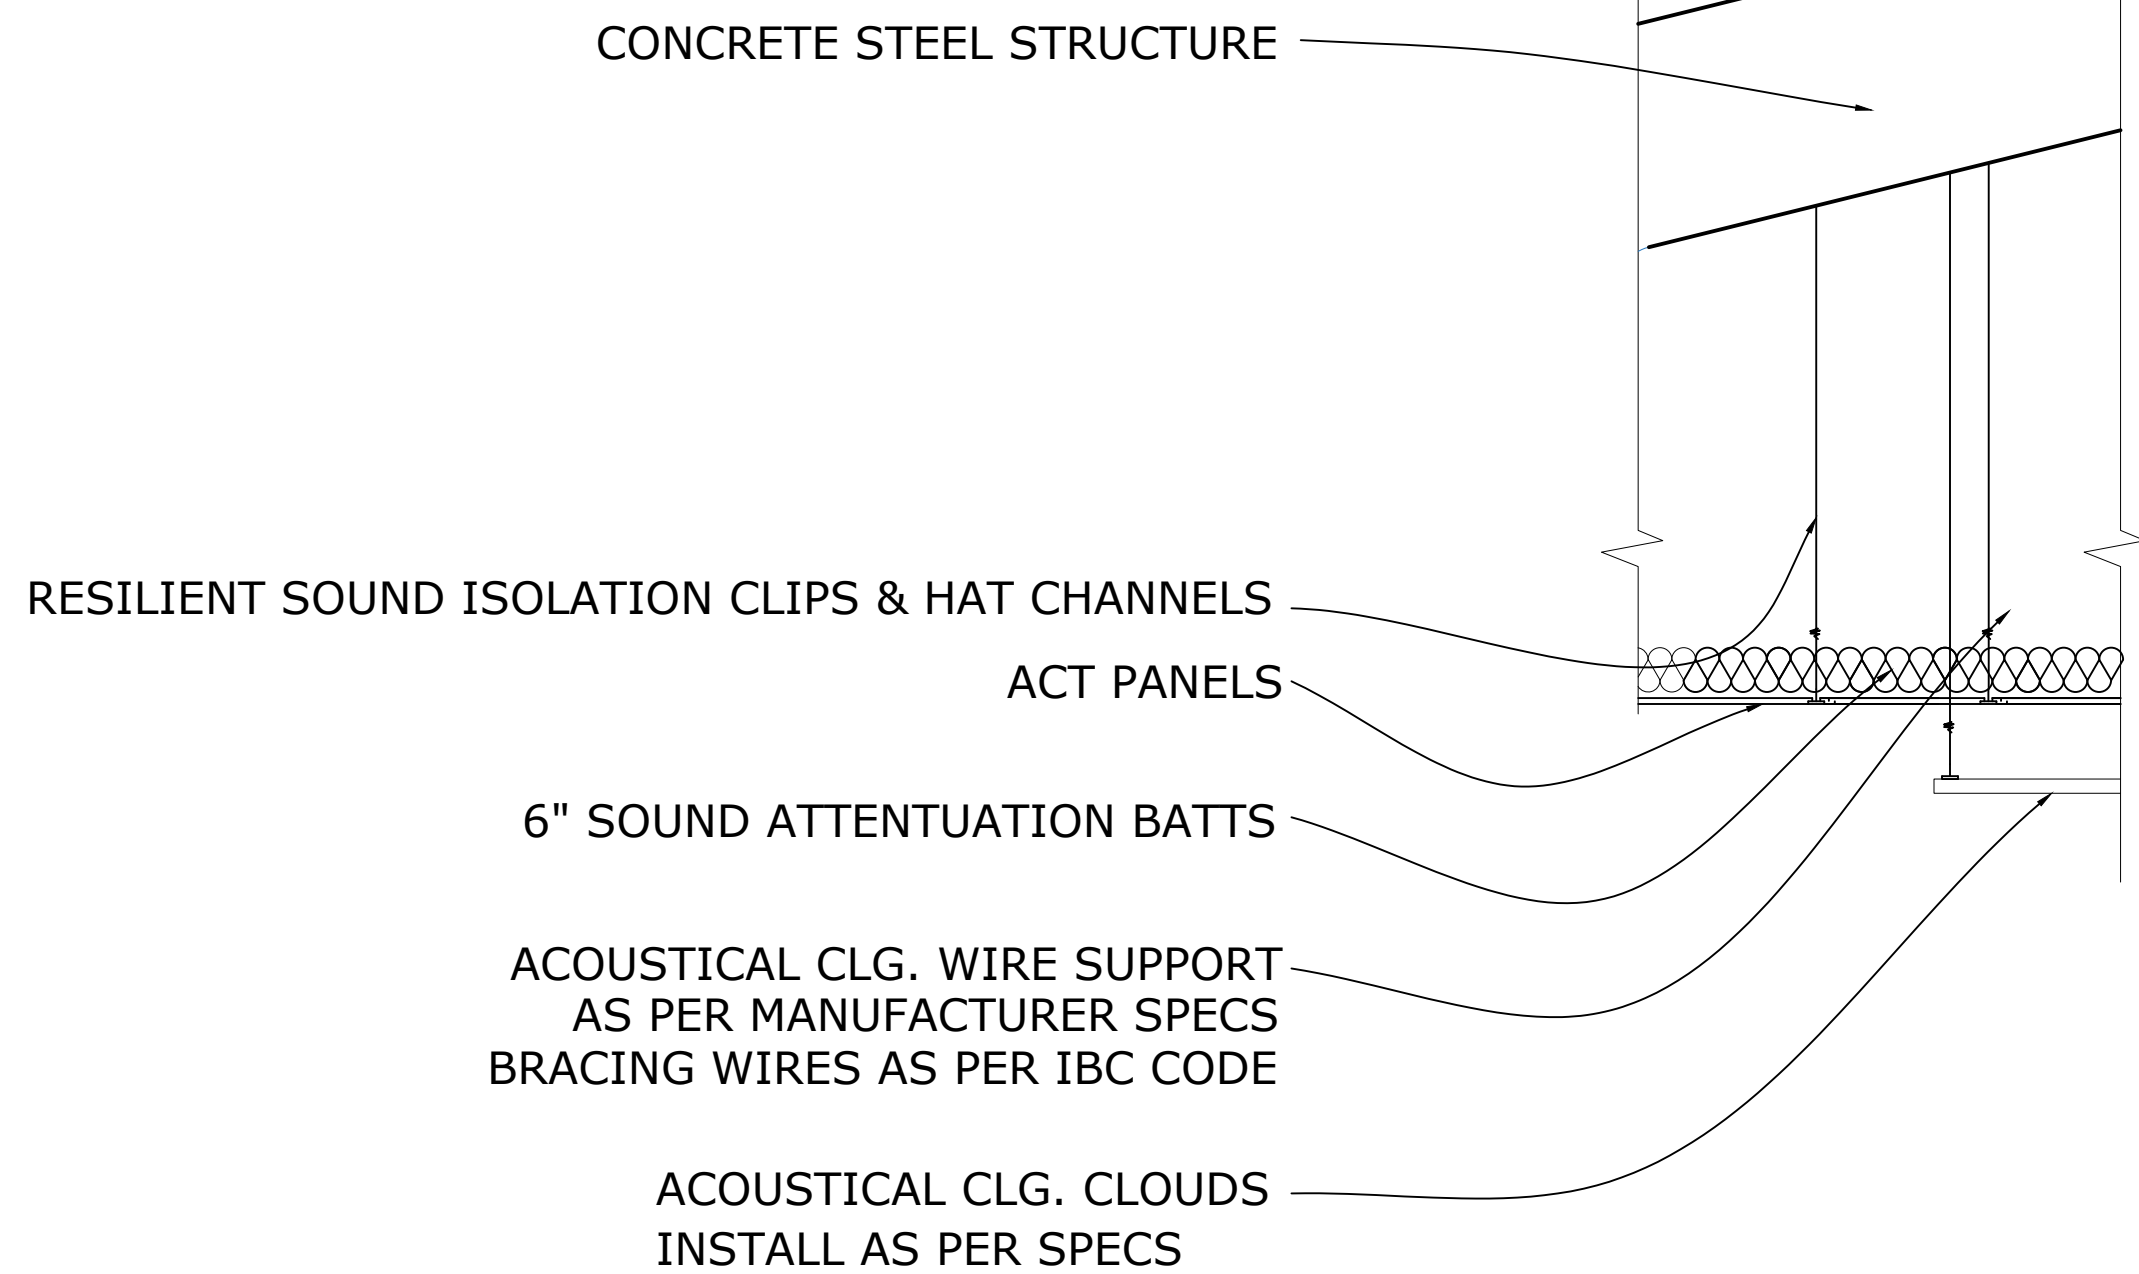 CONCRETE STEEL STRUCTURE
RESILIENT SOUND ISOLATION CLIPS & HAT CHANNELS
ACT PANELS
6" SOUND ATTENTUATION BATTS
ACOUSTICAL CLG. WIRE SUPPORT
AS PER MANUFACTURER SPECS
BRACING WIRES AS PER IBC CODE
ACOUSTICAL CLG. CLOUDS
INSTALL AS PER SPECS